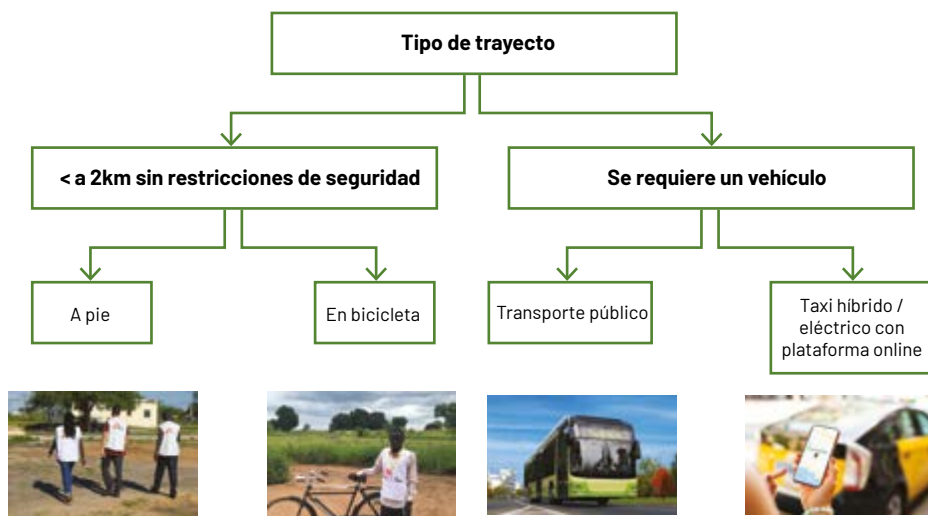 Tipo de trayecto
< a 2km sin restricciones de seguridad
Se requiere un vehículo
A pie
En bicicleta
Transporte público
Taxi híbrido /
eléctrico con
plataforma online